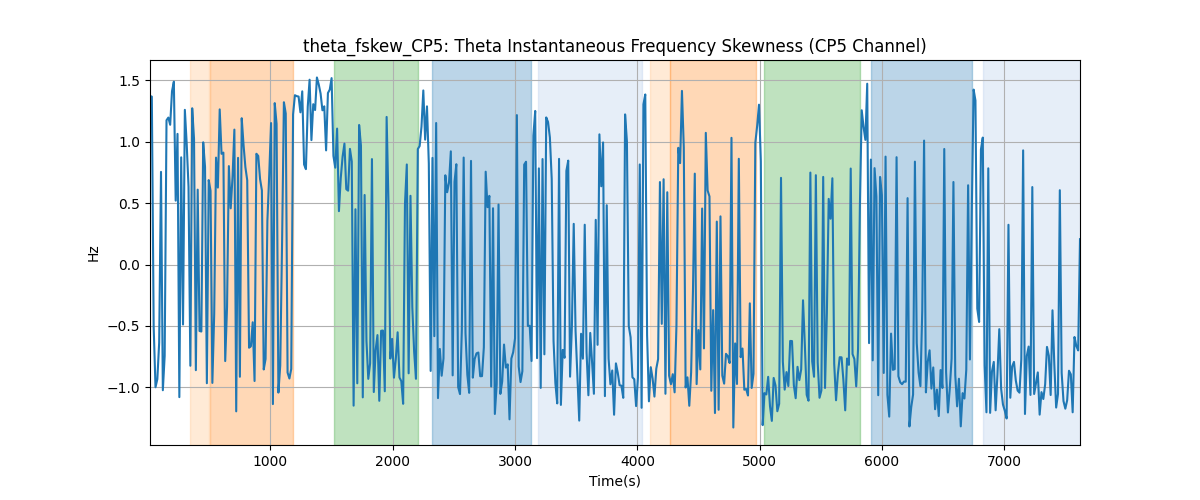 theta_fskew_CP5: Theta Instantaneous Frequency Skewness (CP5 Channel)
1.5
1.0
0.5
0.0
−0.5
−1.0
Hz
1000 2000 3000 4000 5000 6000 7000
Time(s)